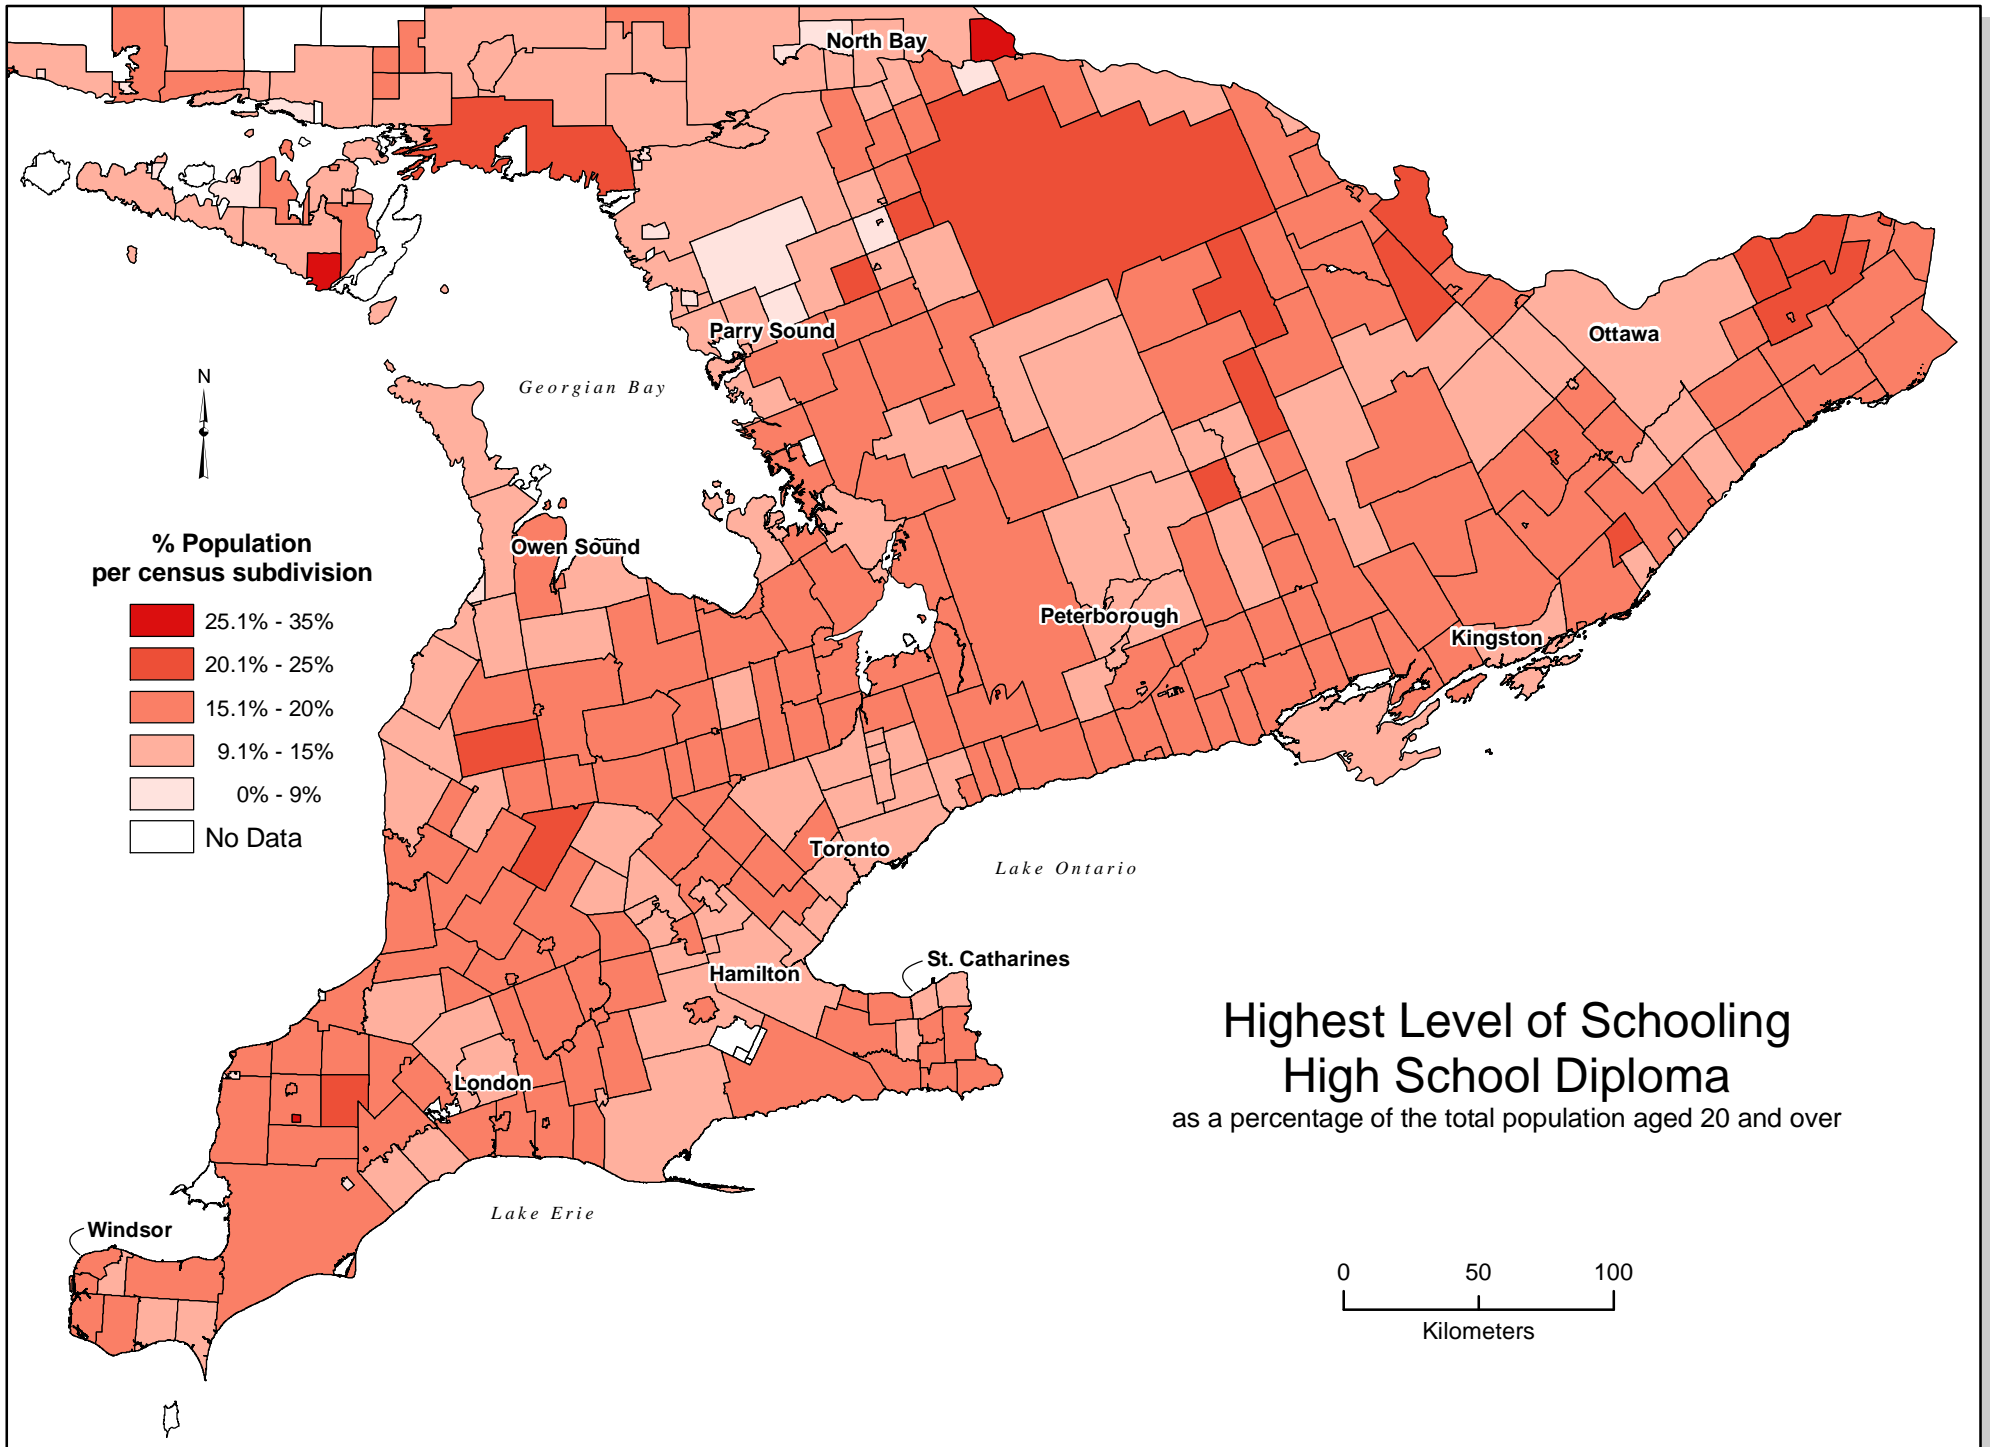 North Bay
Parry Sound
Ottawa
N
Georgian Bay
Owen Sound
% Population
per census subdivision
25.1% - 35%
20.1% - 25%
15.1% - 20%
9.1% - 15%
0% - 9%
No Data
Peterborough
Kingston
Toronto
Lake Ontario
Hamilton
St. Catharines
London
Highest Level of Schooling
High School Diploma
as a percentage of the total population aged 20 and over
Lake Erie
Windsor
0 50 100
Kilometers